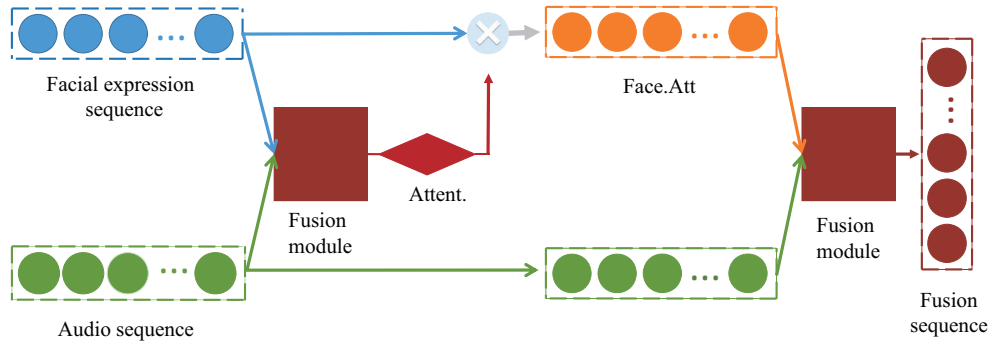 Facial expression
sequence
Face.Att
Attent.
Fusion
module
Fusion
module
Audio sequence
Fusion
sequence